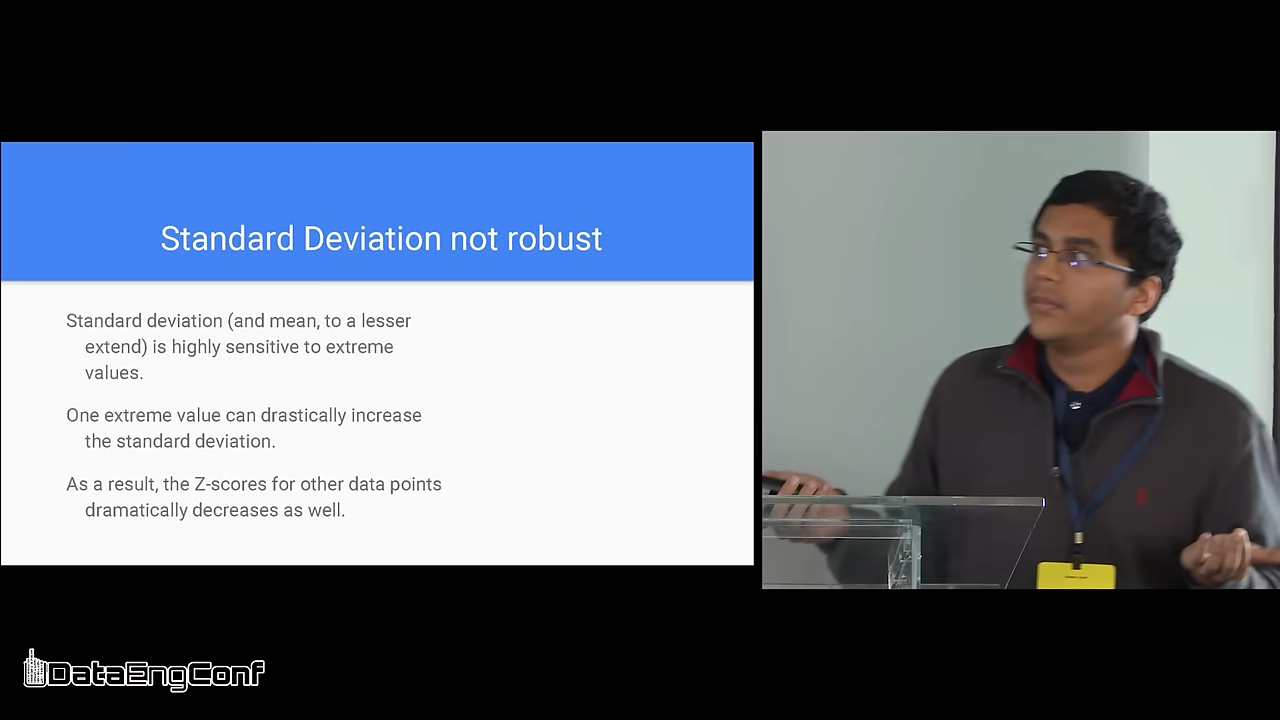 Standard Deviation not robust
Standard deviation (and mean, to a lesser
extend) is highly sensitive to extreme
values.
One extreme value can drastically increase
the standard deviation.
As a result, the Z-scores for other data points
dramatically decreases as well.
DataEngConf